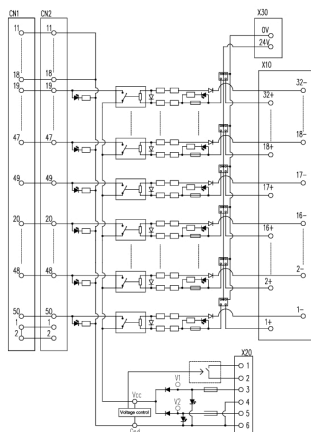 CN1 CN2 X30
11 11
0V
24V
X10
18 18
19 19
32-
32+
47 47
18-
18+
49 49
17-
17+
20 20
16-
16+
48 48
2-
2+
50 50
1-
1 1
2 2
1+
X20
1
2
V1
3
Vcc
V2
4
Voltage control
5
Gnd
6